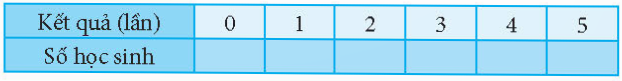 Kết quả (lần) 0 1 2 3 4 5
Số học sinh